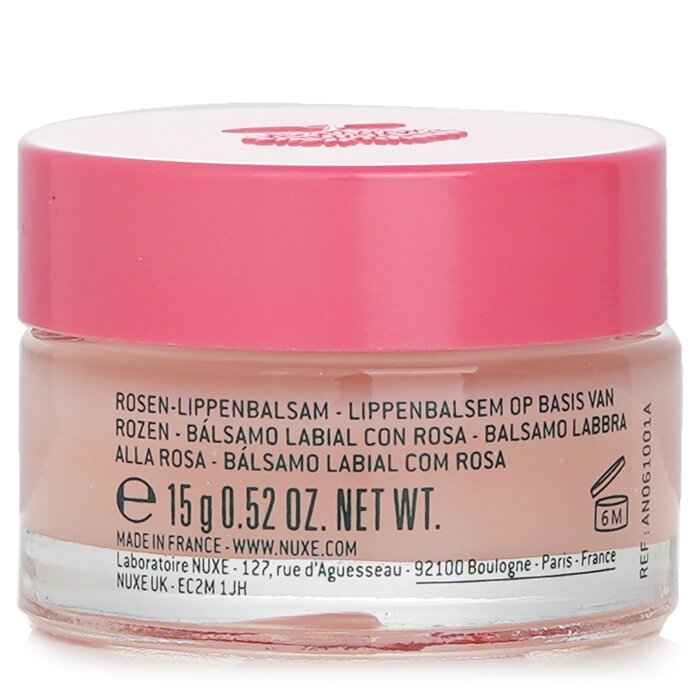 ROSEN-LIPPENBALSAM - LIPPENBALSEM OP BASIS VAN
ROZEN - BÁLSAMO LABIAL CON ROSA - BALSAMO LABBRA
ALLA ROSA - BÁLSAMO LABIAL COM ROSA
℮ 15 g 0.52 OZ. NET WT.
MADE IN FRANCE - WWW.NUXE.COM
Laboratoire NUXE - 127, rue d'Aguesseau - 92100 Boulogne - Paris - France
NUXE UK - EC2M 1JH
6M
REF: AN061001A